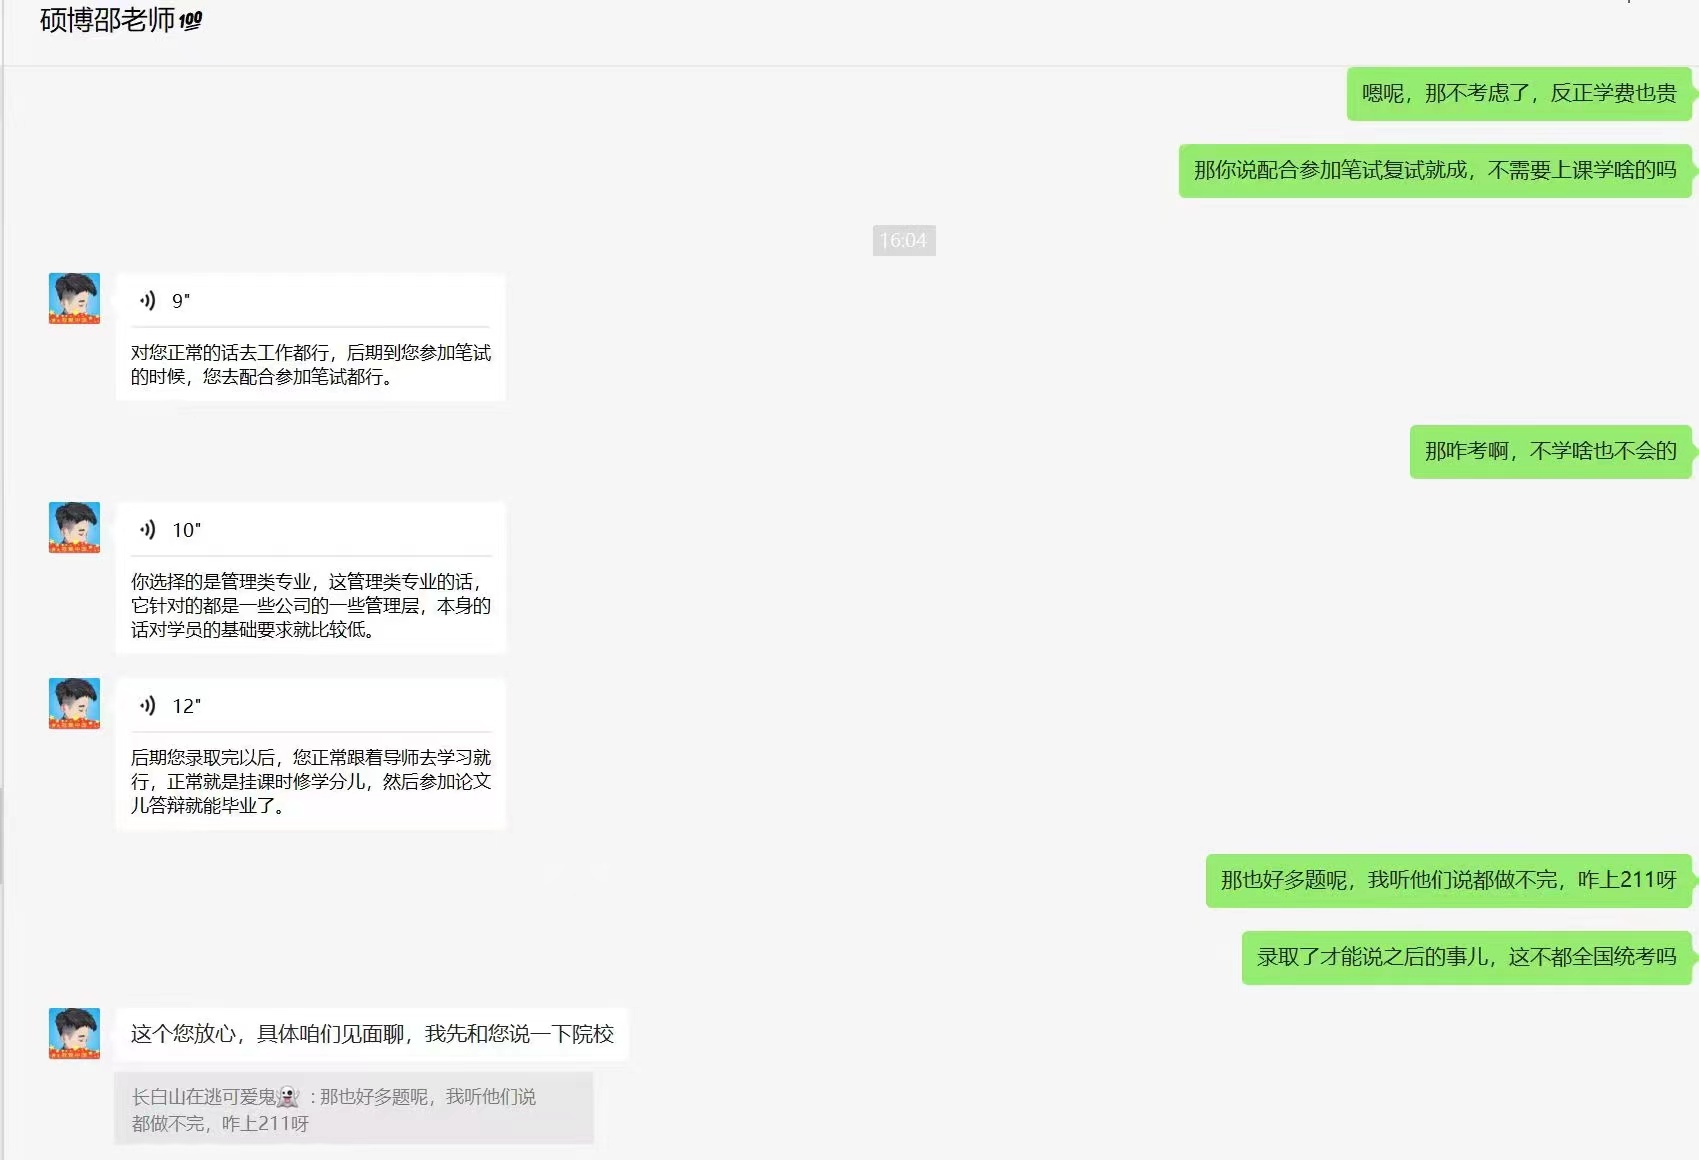 硕博邵老师💯
嗯呢，那不考虑了，反正学费也贵
那你说配合参加笔试复试就成，不需要上课学啥的吗
16:04
9"
对您正常的话去工作都行，后期到您参加笔试
的时候，您去配合参加笔试都行。
那咋考啊，不学啥也不会的
10"
你选择的是管理类专业，这管理类专业的话，
它针对的都是一些公司的一些管理层，本身的
话对学员的基础要求就比较低。
12"
后期您录取完以后，您正常跟着导师去学习就
行，正常就是挂课时修学分儿，然后参加论文
儿答辩就能毕业了。
那也好多题呢，我听他们说都做不完，咋上211呀
录取了才能说之后的事儿，这不都全国统考吗
这个您放心，具体咱们见面聊，我先和您说一下院校
长白山在逃可爱鬼👻：那也好多题呢，我听他们说
都做不完，咋上211呀